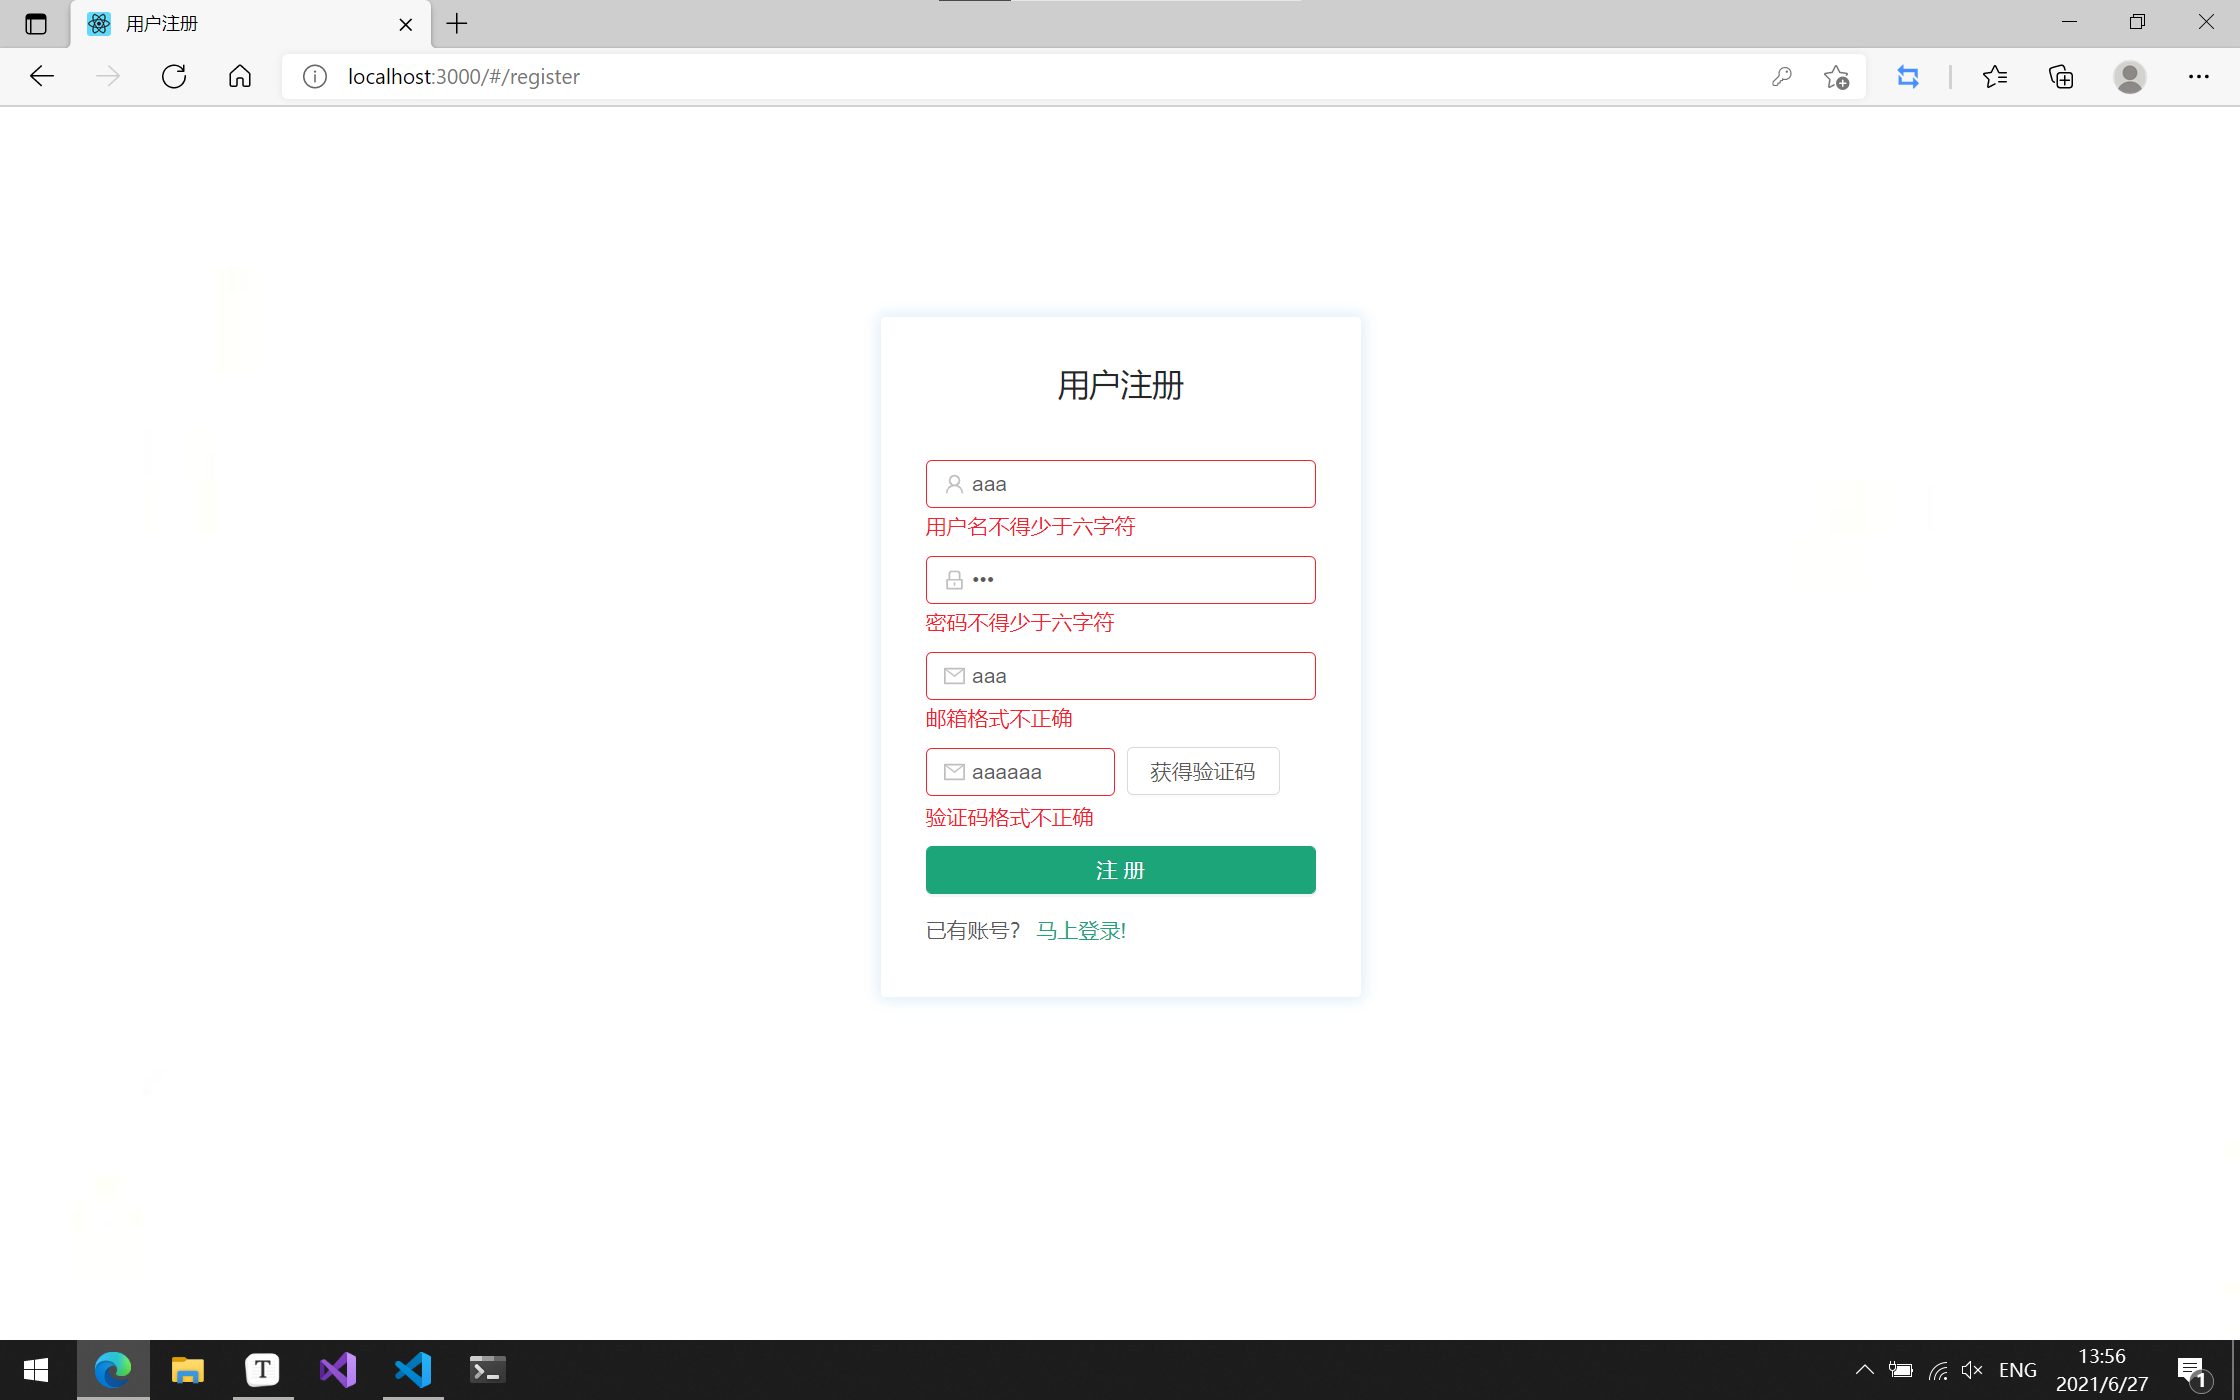 用户注册
localhost:3000/#/register
用户注册
aaa
用户名不得少于六字符
•••
密码不得少于六字符
aaa
邮箱格式不正确
aaaaaa 获得验证码
验证码格式不正确
注 册
已有账号? 马上登录!
T
ENG
13:56
2021/6/27
1